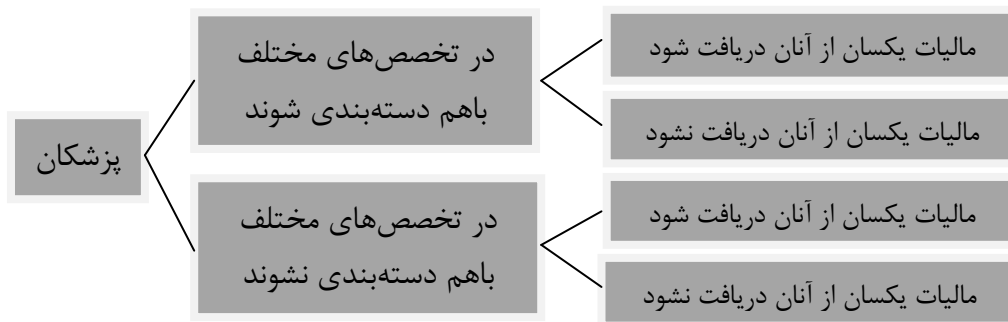 پزشکان
در تخصص‌های مختلف
باهم دسته‌بندی شوند
مالیات یکسان از آنان دریافت شود
مالیات یکسان از آنان دریافت نشود
در تخصص‌های مختلف
باهم دسته‌بندی نشوند
مالیات یکسان از آنان دریافت شود
مالیات یکسان از آنان دریافت نشود